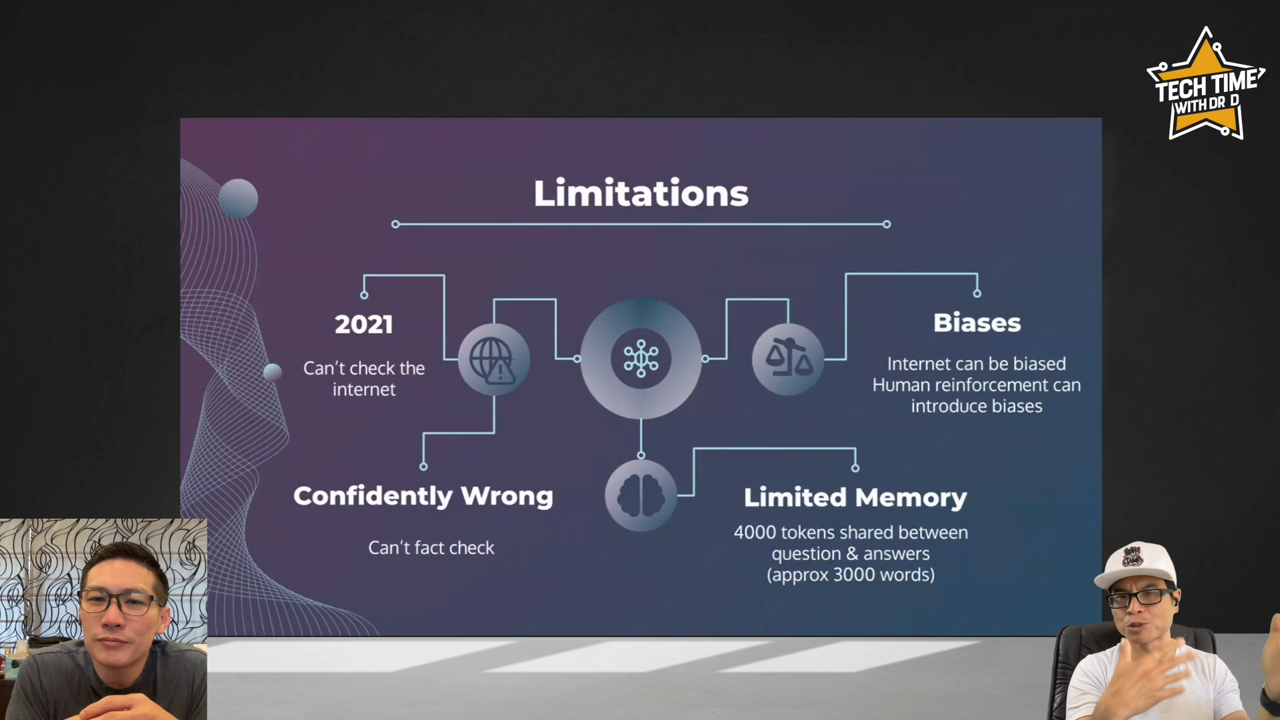 TECH TIME
WITH DR D
Limitations
2021
Can't check the
internet
Biases
Internet can be biased
Human reinforcement can
introduce biases
Confidently Wrong
Can't fact check
Limited Memory
4000 tokens shared between
question & answers
(approx 3000 words)